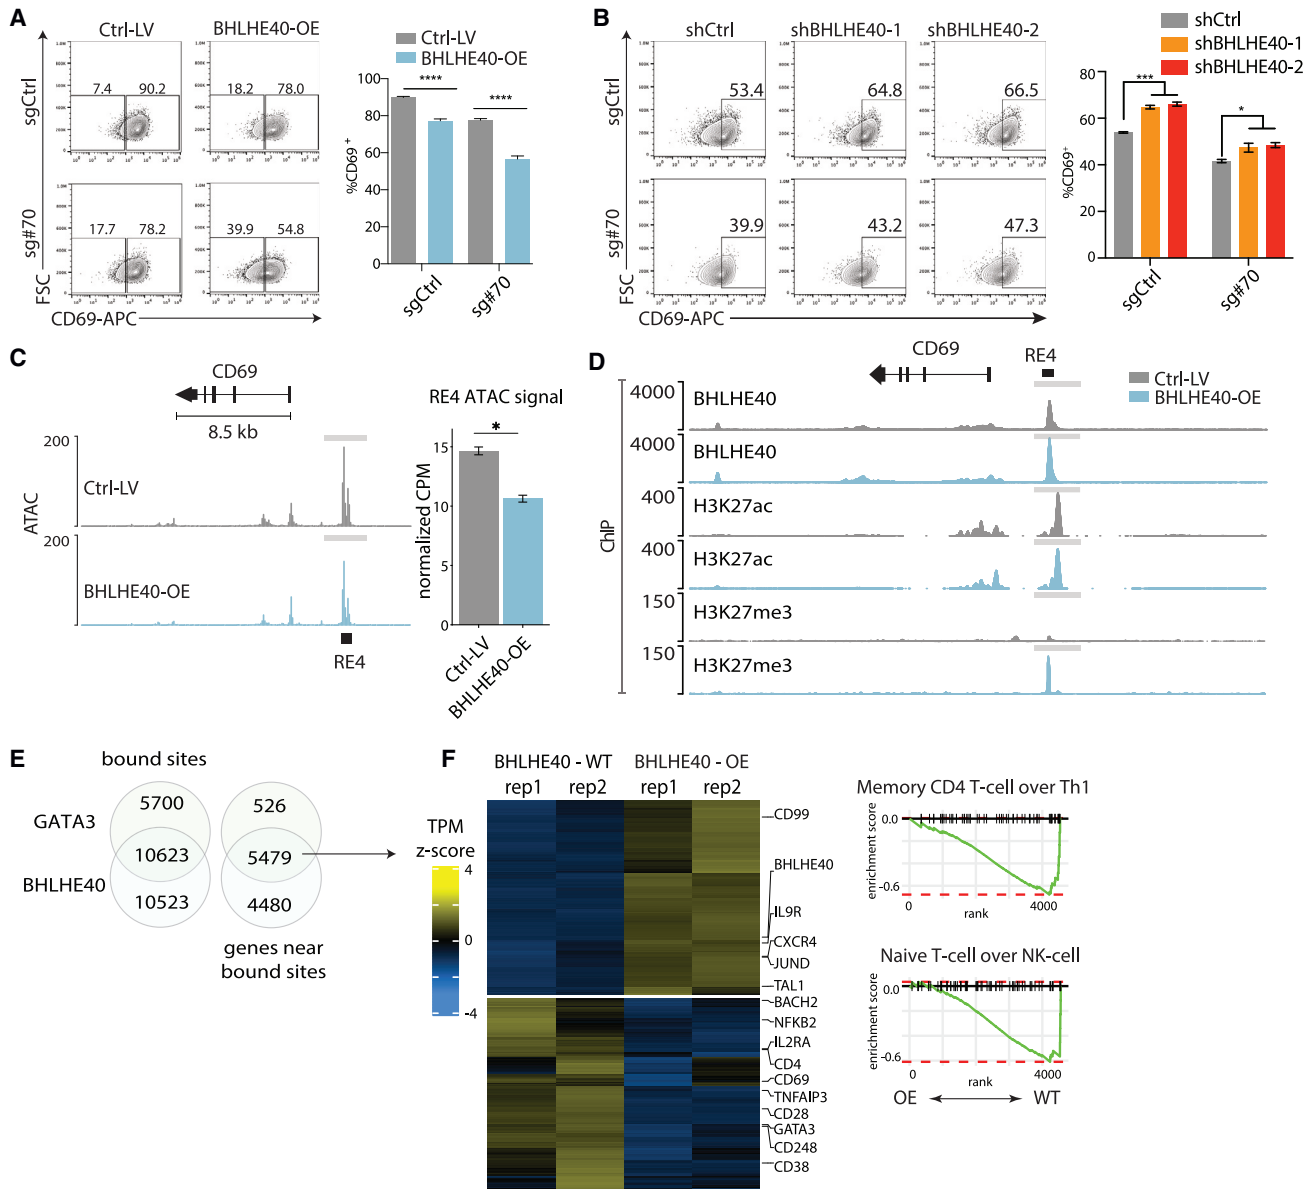 A
Ctrl-LV
BHLHE40-OE
sgCtrl
sg#70
7.4
90.2
18.2
78.0
17.7
78.2
39.9
54.8
FSC
CD69-APC
Ctrl-LV
BHLHE40-OE
****
****
100
80
60
40
20
0
%CD69+
sgCtrl
sg#70
B
shCtrl
shBHLHE40-1
shBHLHE40-2
sgCtrl
sg#70
53.4
64.8
66.5
39.9
43.2
47.3
FSC
CD69-APC
shCtrl
shBHLHE40-1
shBHLHE40-2
***
*
80
60
40
20
0
%CD69+
sgCtrl
sg#70
C
CD69
8.5 kb
200
Ctrl-LV
ATAC
200
BHLHE40-OE
RE4
RE4 ATAC signal
*
15
10
5
0
normalized CPM
Ctrl-LV
BHLHE40-OE
D
CD69
RE4
Ctrl-LV
BHLHE40-OE
ChIP
4000
BHLHE40
4000
BHLHE40
400
H3K27ac
400
H3K27ac
150
H3K27me3
150
H3K27me3
E
bound sites
GATA3
BHLHE40
5700
10623
10523
526
5479
4480
genes near
bound sites
F
BHLHE40 - WT
BHLHE40 - OE
rep1
rep2
rep1
rep2
TPM
z-score
4
2
0
-2
-4
CD99
BHLHE40
IL9R
CXCR4
JUND
TAL1
BACH2
NFKB2
IL2RA
CD4
CD69
TNFAIP3
CD28
GATA3
CD248
CD38
Memory CD4 T-cell over Th1
enrichment score
0.0
-0.6
0
4000
rank
Naive T-cell over NK-cell
enrichment score
0.0
-0.6
0
4000
rank
OE
WT